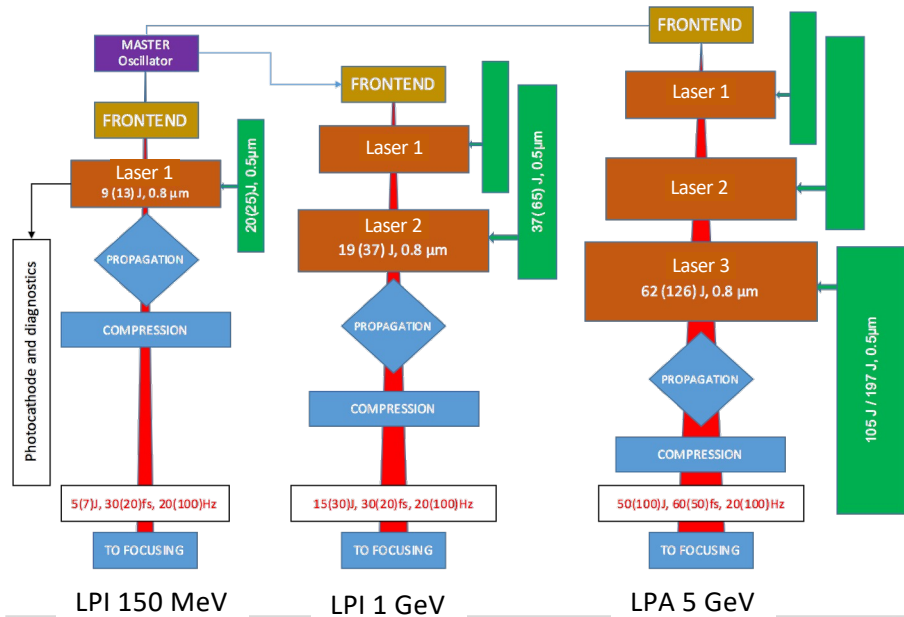 MASTER
Oscillator
FRONTEND
Laser 1
9 (13) J, 0.8 µm
20(25)J, 0.5µm
Photocathode and diagnostics
PROPAGATION
COMPRESSION
5(7)J, 30(20)fs, 20(100)Hz
TO FOCUSING
LPI 150 MeV
FRONTEND
Laser 1
Laser 2
19 (37) J, 0.8 µm
37( 65) J, 0.5µm
PROPAGATION
COMPRESSION
15(30)J, 30(20)fs, 20(100)Hz
TO FOCUSING
LPI 1 GeV
FRONTEND
Laser 1
Laser 2
Laser 3
62 (126) J, 0.8 µm
105 J / 197 J, 0.5µm
PROPAGATION
COMPRESSION
50(100)J, 60(50)fs, 20(100)Hz
TO FOCUSING
LPA 5 GeV